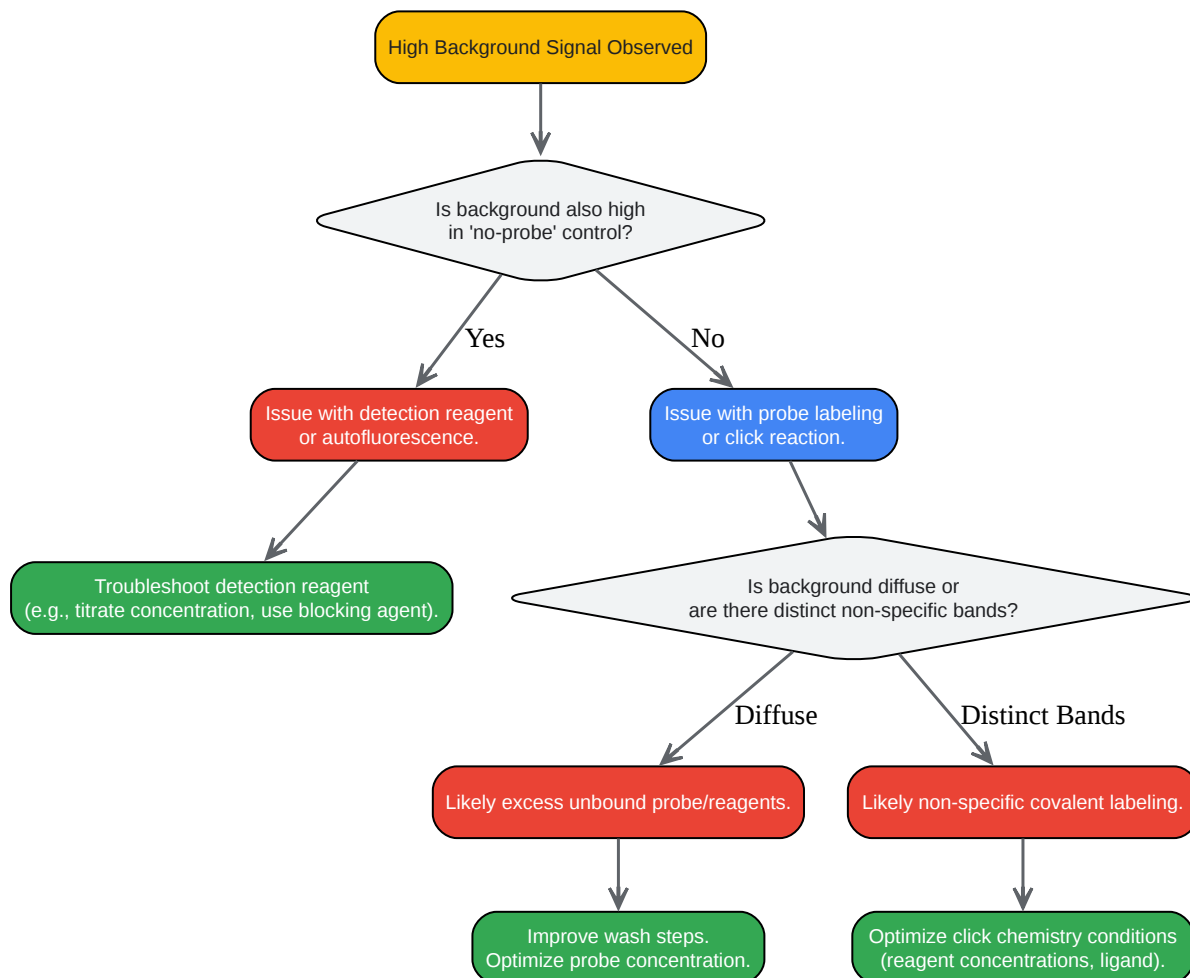 High Background Signal Observed
Is background also high
in 'no-probe' control?
Yes
No
Issue with detection reagent
or autofluorescence.
Issue with probe labeling
or click reaction.
Troubleshoot detection reagent
(e.g., titrate concentration, use blocking agent).
Is background diffuse or
are there distinct non-specific bands?
Diffuse
Distinct Bands
Likely excess unbound probe/reagents.
Likely non-specific covalent labeling.
Improve wash steps.
Optimize probe concentration.
Optimize click chemistry conditions
(reagent concentrations, ligand).